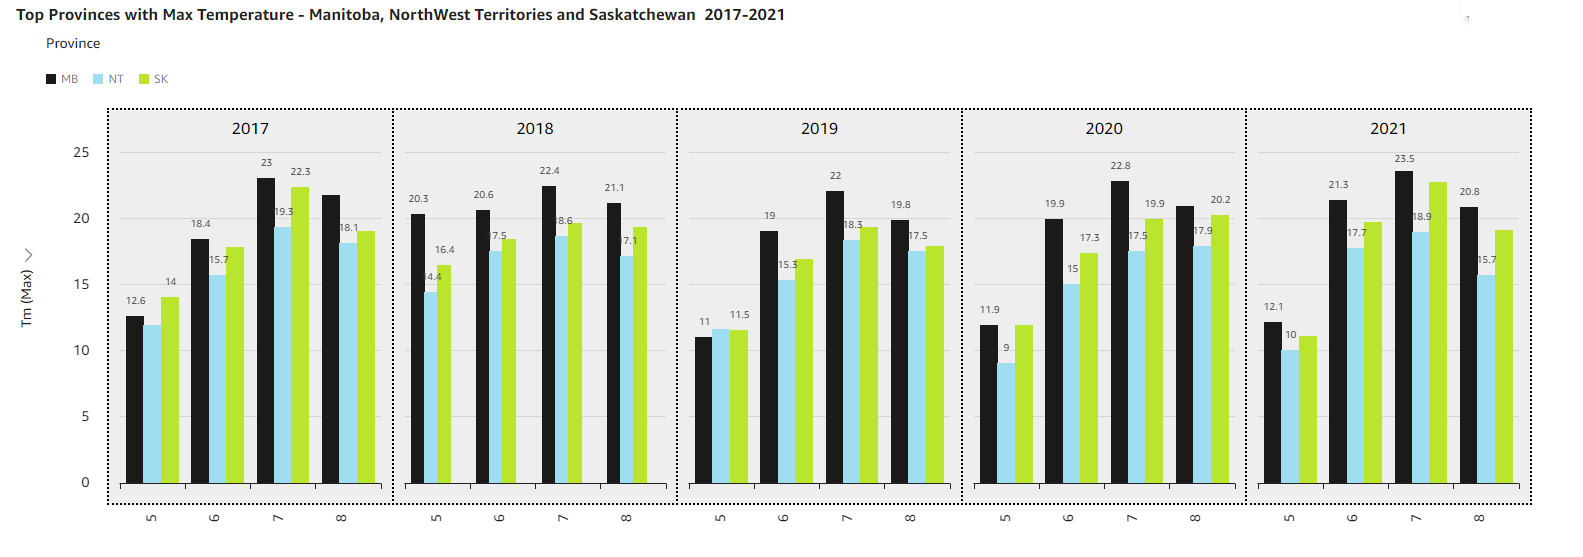 Top Provinces with Max Temperature - Manitoba, NorthWest Territories and Saskatchewan 2017-2021
Province
MB NT SK
2017 2018 2019 2020 2021
25
20
15
10
5
0
Tm (Max)
12.6 14 18.4 15.7 23 19.3 22.3 18.1
20.3 14.4 16.4 20.6 17.5 22.4 18.6 21.1 17.1
11 11.5 19 15.3 22 18.3 19.8 17.5
11.9 9 19.9 15 17.3 22.8 17.5 19.9 17.9 20.2
12.1 10 21.3 17.7 23.5 18.9 20.8 15.7
5 6 7 8 5 6 7 8 5 6 7 8 5 6 7 8 5 6 7 8